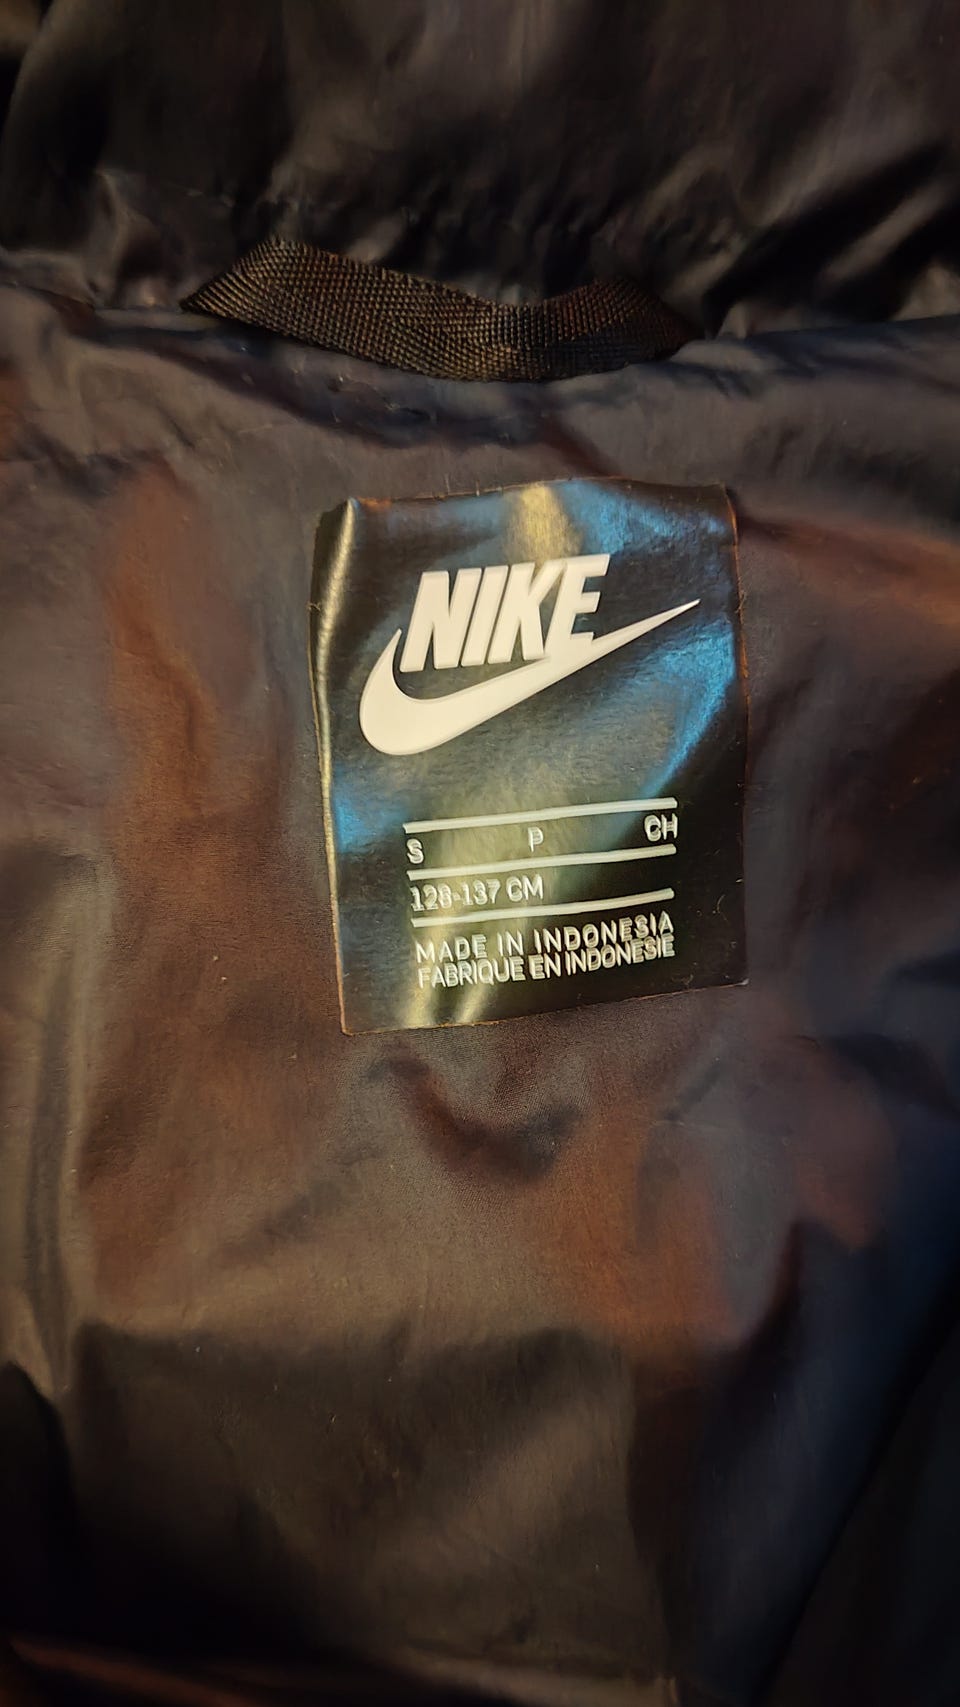 NIKE
S P CH
128-137 CM
MADE IN INDONESIA
FABRIQUE EN INDONESIE